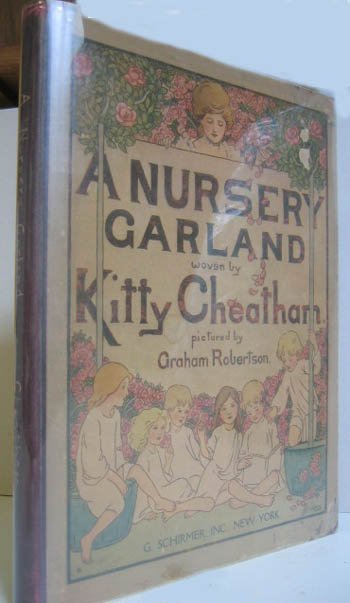 A NURSERY
GARLAND
woven by
Kitty Cheatham.
pictured by
Graham Robertson.
G. SCHIRMER INC. NEW YORK